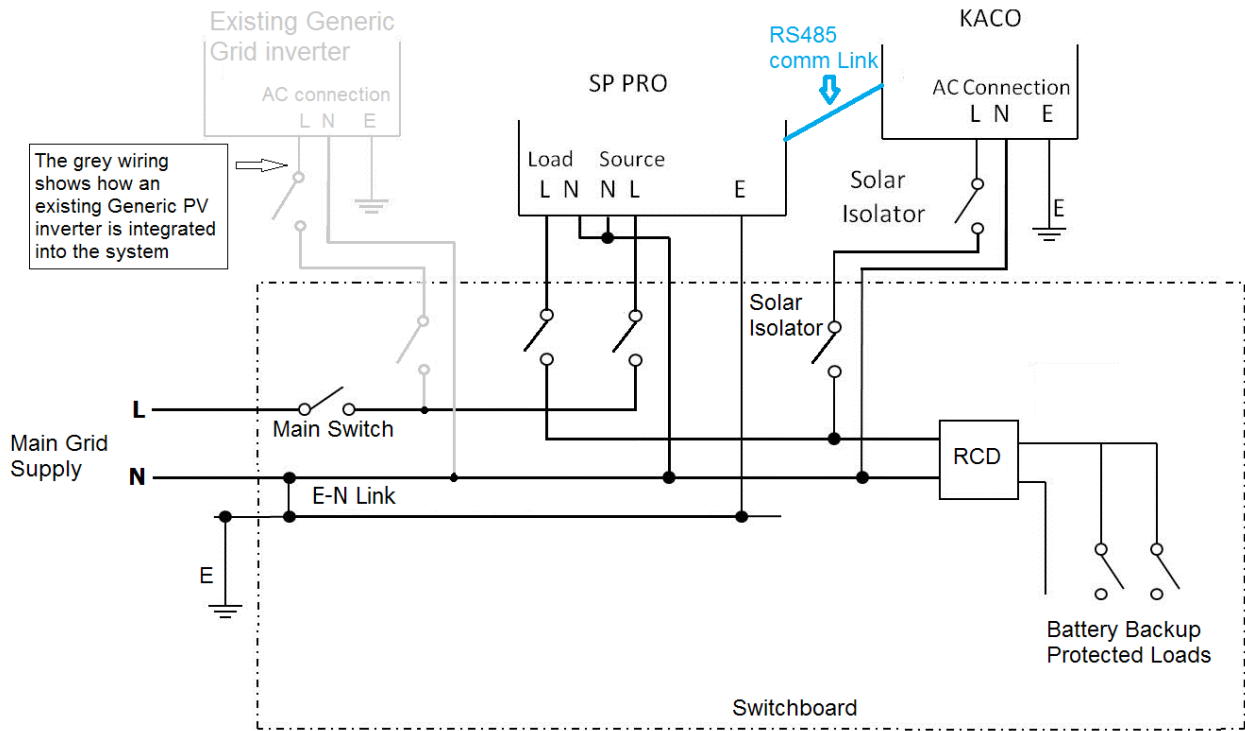 Existing Generic
Grid inverter
AC connection
L N E
The grey wiring
shows how an
existing Generic PV
inverter is integrated
into the system
SP PRO
Load Source
L N N L E
RS485
comm Link
KACO
AC Connection
L N E
Solar
Isolator
E
Solar
Isolator
L
Main Switch
Main Grid
Supply
N
E-N Link
RCD
E
Battery Backup
Protected Loads
Switchboard